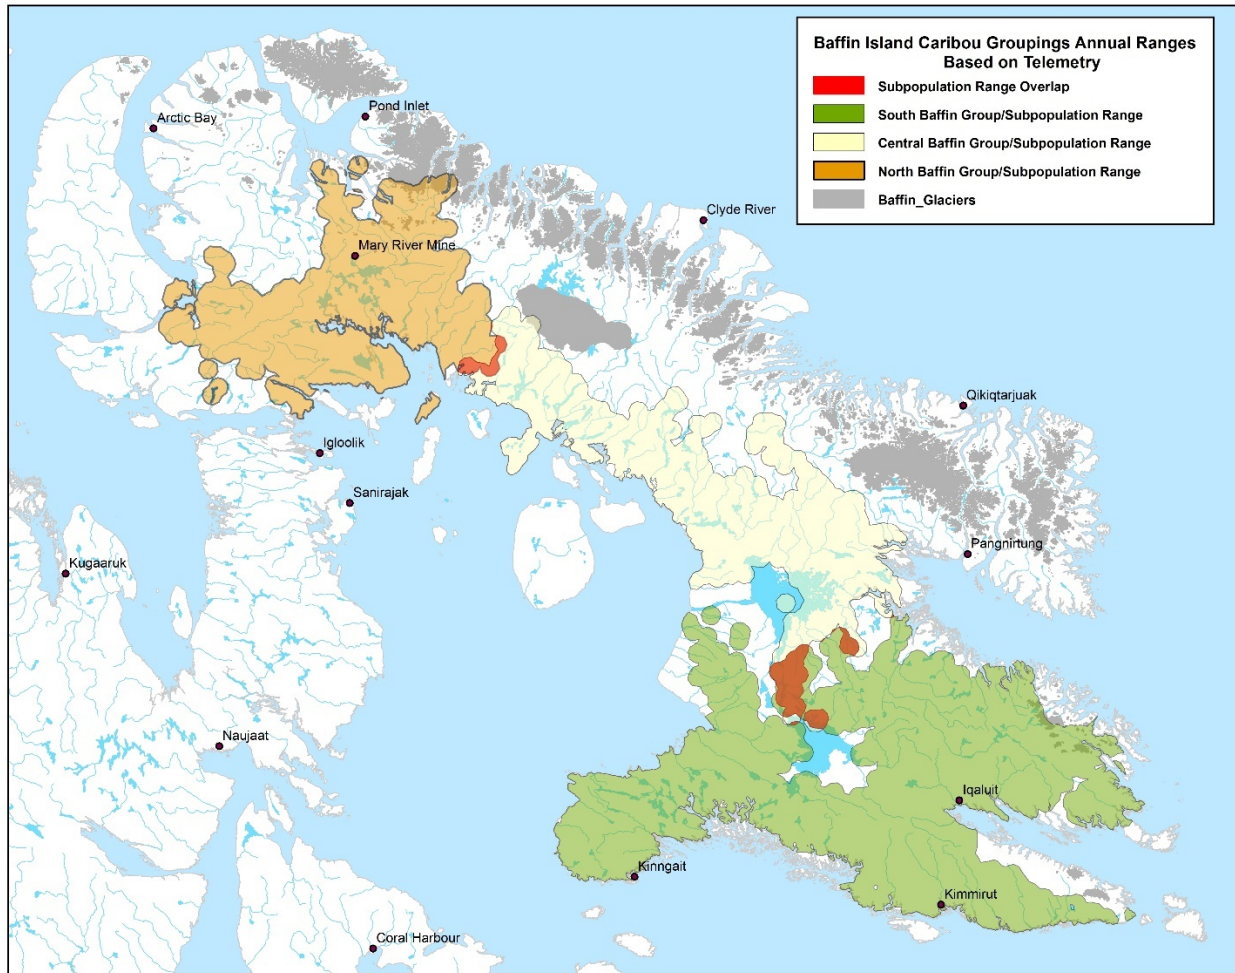 Baffin Island Caribou Groupings Annual Ranges
Based on Telemetry
Subpopulation Range Overlap
South Baffin Group/Subpopulation Range
Central Baffin Group/Subpopulation Range
North Baffin Group/Subpopulation Range
Baffin_Glaciers
Pond Inlet
Arctic Bay
Clyde River
Mary River Mine
Qikiqtarjuak
Igloolik
Sanirajak
Pangnirtung
Kugaaruk
Naujaat
Iqaluit
Kinngait
Kimmirut
Coral Harbour